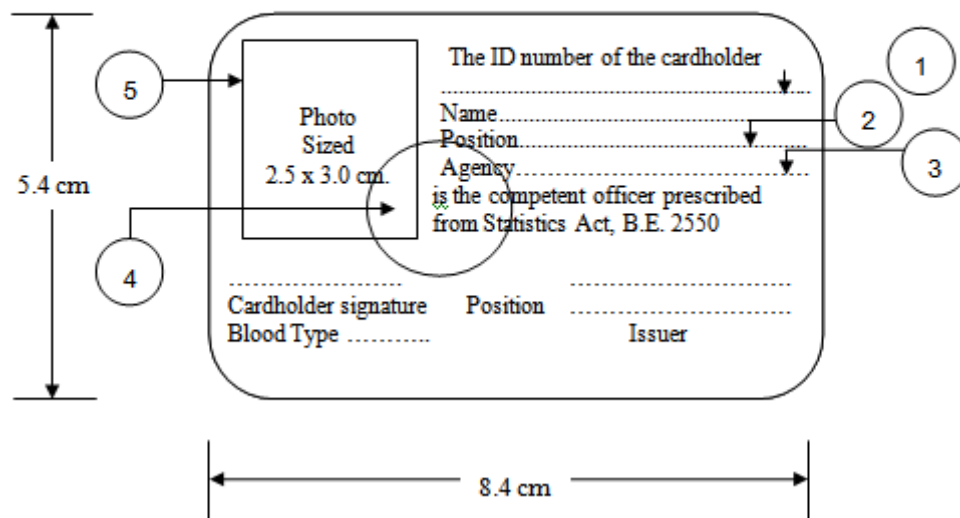 The ID number of the cardholder
1
5
..................................................................
Name......................................................
2
Photo
Sized
2.5 x 3.0 cm.
Position......................................................
Agency......................................................
3
5.4 cm
is the competent officer prescribed
from Statistics Act, B.E. 2550
4
.............................. .......................................
Cardholder signature Position .......................................
Blood Type ………... Issuer
8.4 cm